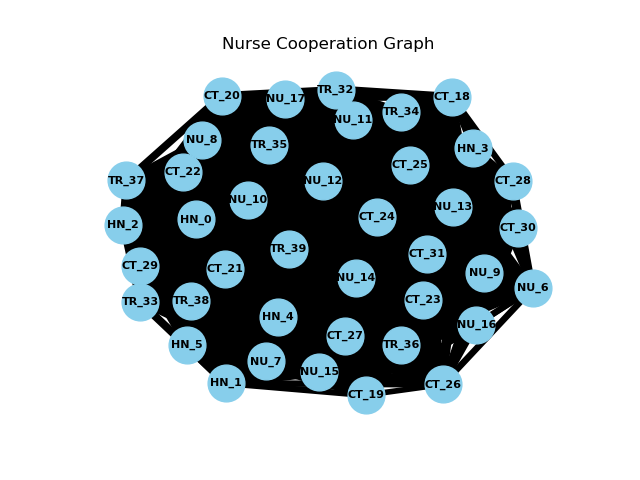 Nurse Cooperation Graph
TR_32
CT_20
NU_17
CT_18
TR_34
NU_11
NU_8
TR_35
HN_3
CT_25
CT_22
TR_37
NU_12
CT_28
NU_10
NU_13
CT_24
HN_0
HN_2
CT_30
TR_39
CT_31
CT_29
CT_21
NU_9
NU_14
NU_6
TR_33
TR_38
CT_23
HN_4
NU_16
CT_27
HN_5
TR_36
NU_7
NU_15
HN_1
CT_26
CT_19